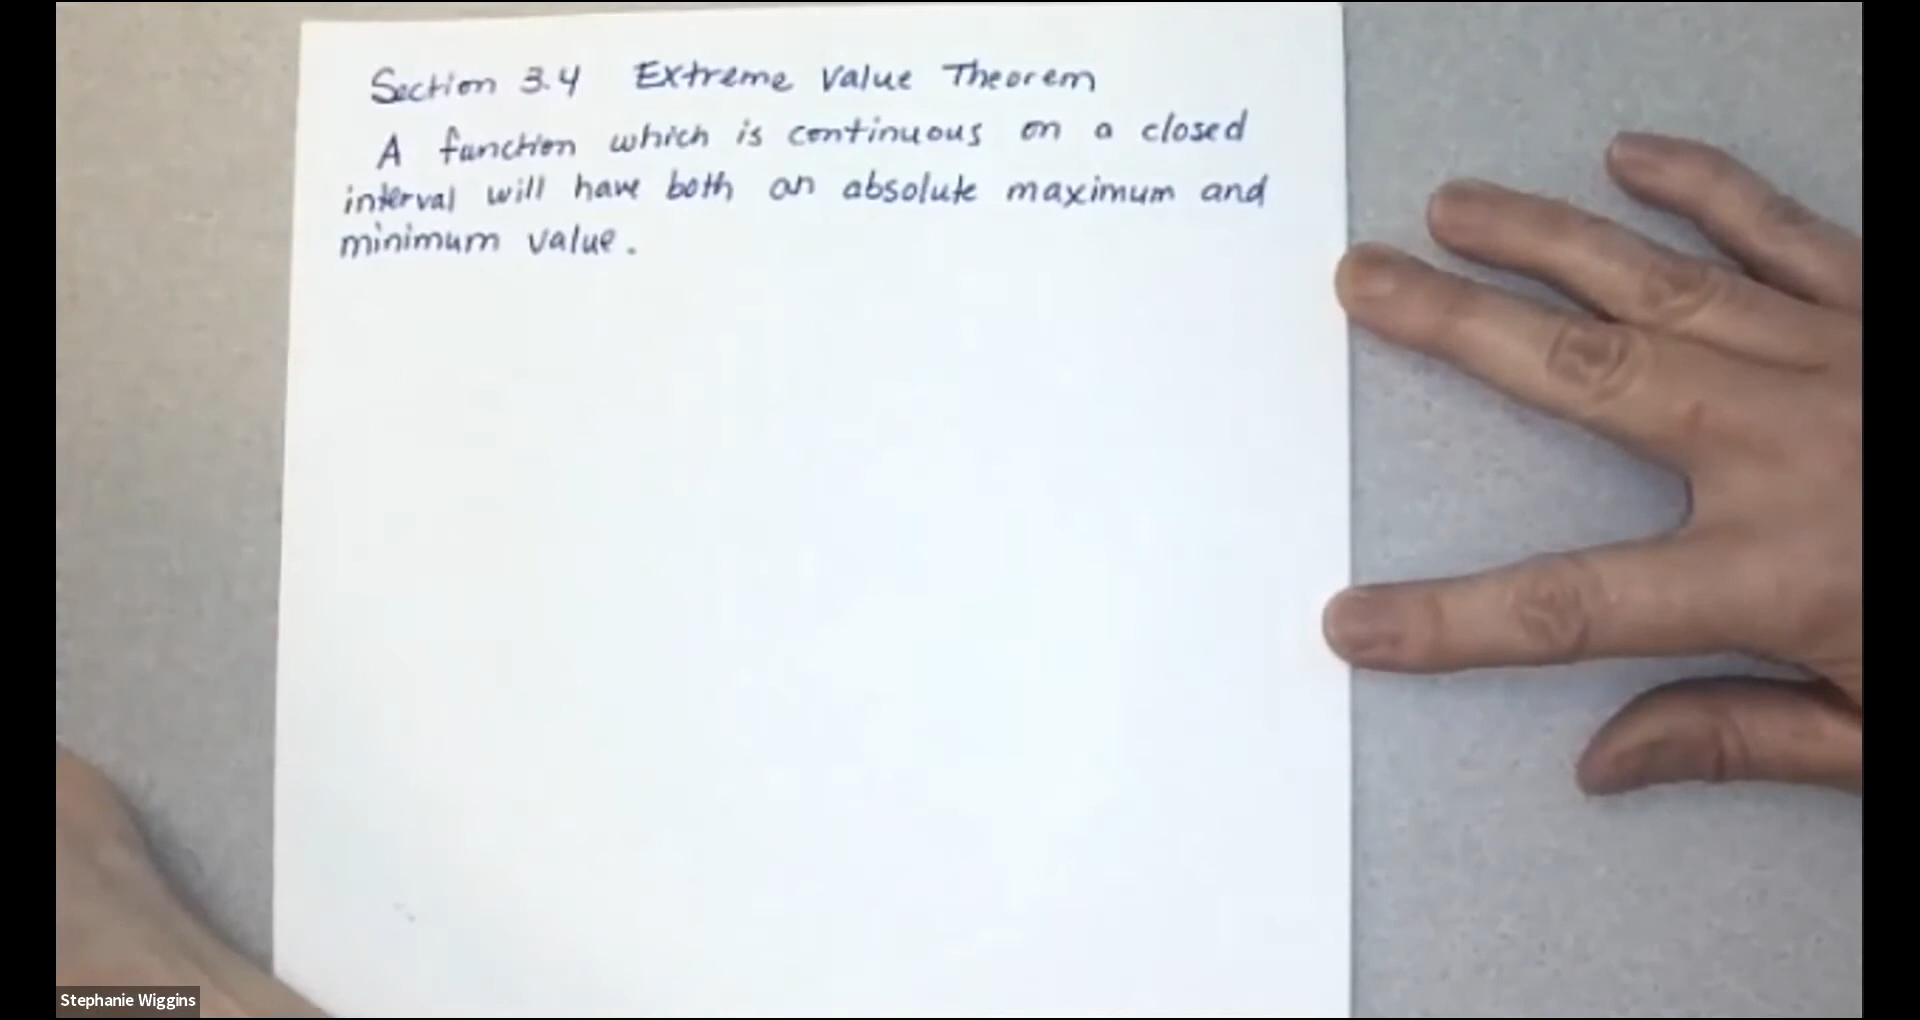 Section 3.4 Extreme Value Theorem
A function which is continuous on a closed
interval will have both an absolute maximum and
minimum value.
Stephanie Wiggins